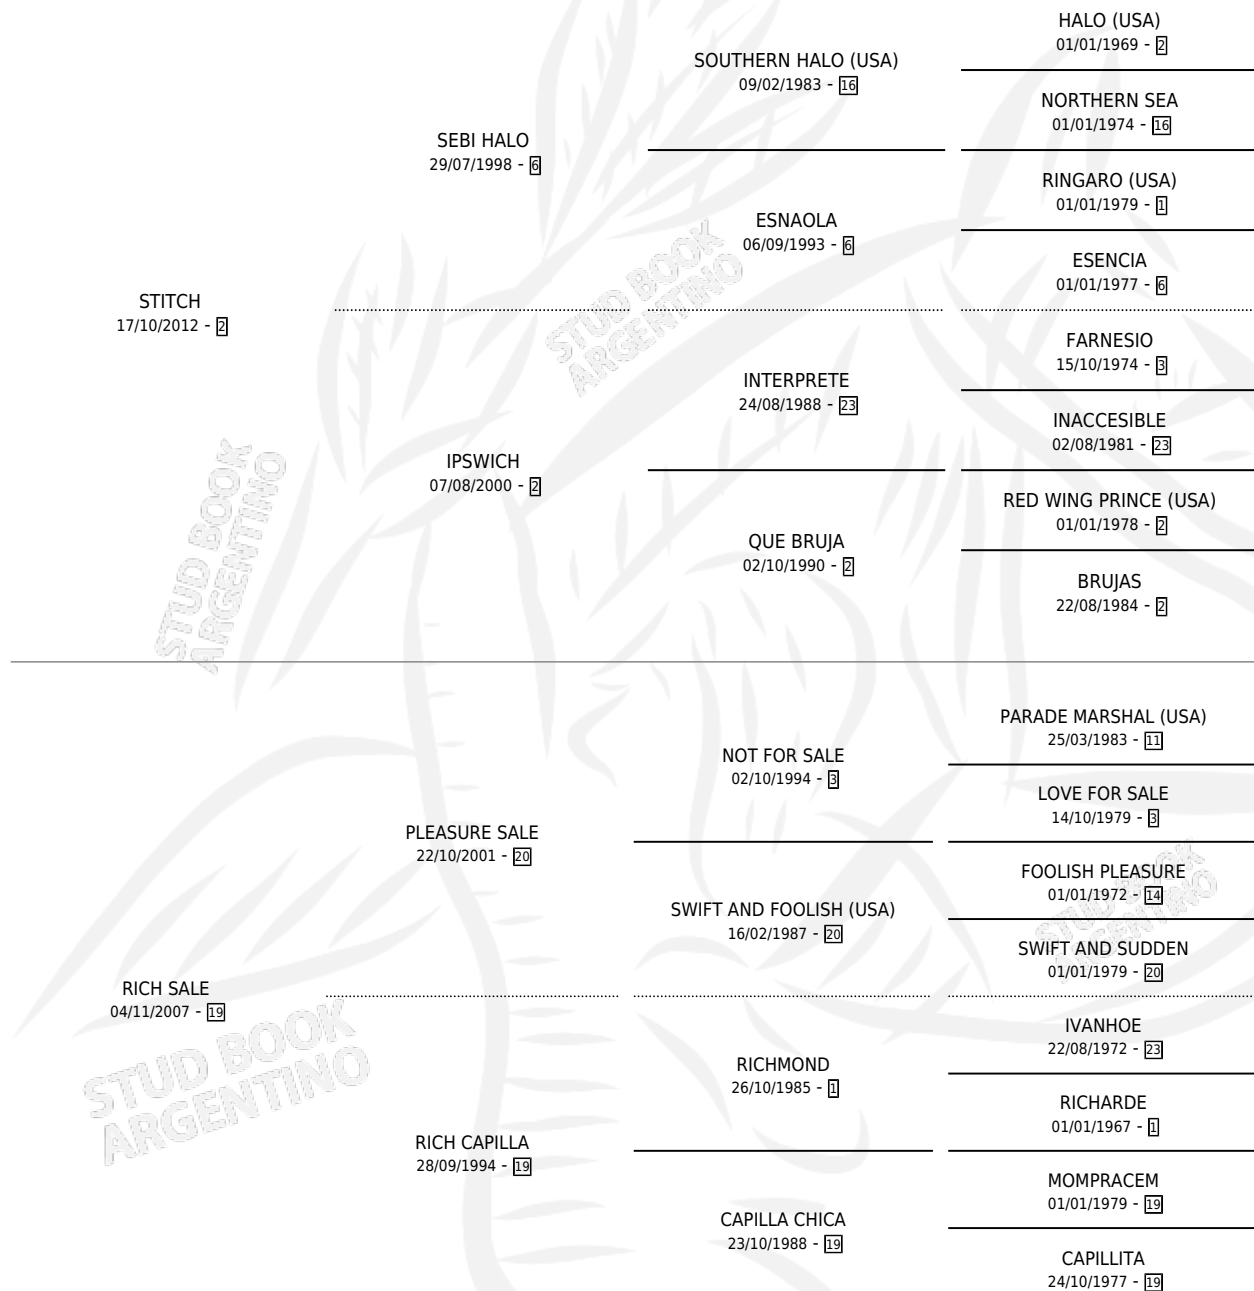 STITCH
17/10/2012 - 2
SEBI HALO
29/07/1998 - 6
IPSWICH
07/08/2000 - 2
SOUTHERN HALO (USA)
09/02/1983 - 16
ESNAOLA
06/09/1993 - 6
INTERPRETE
24/08/1988 - 23
QUE BRUJA
02/10/1990 - 2
HALO (USA)
01/01/1969 - 2
NORTHERN SEA
01/01/1974 - 16
RINGARO (USA)
01/01/1979 - 1
ESENCIA
01/01/1977 - 6
FARNESIO
15/10/1974 - 3
INACCESIBLE
02/08/1981 - 23
RED WING PRINCE (USA)
01/01/1978 - 2
BRUJAS
22/08/1984 - 2
RICH SALE
04/11/2007 - 19
PLEASURE SALE
22/10/2001 - 20
RICH CAPILLA
28/09/1994 - 19
NOT FOR SALE
02/10/1994 - 3
SWIFT AND FOOLISH (USA)
16/02/1987 - 20
RICHMOND
26/10/1985 - 1
CAPILLA CHICA
23/10/1988 - 19
PARADE MARSHAL (USA)
25/03/1983 - 11
LOVE FOR SALE
14/10/1979 - 3
FOOLISH PLEASURE
01/01/1972 - 14
SWIFT AND SUDDEN
01/01/1979 - 20
IVANHOE
22/08/1972 - 23
RICHARDE
01/01/1967 - 1
MOMPRACEM
01/01/1979 - 19
CAPILLITA
24/10/1977 - 19
STUD BOOK
ARGENTINO
STUD BOOK
ARGENTINO
STUD BOOK
ARGENTINO
STUD BOOK
ARGENTINO